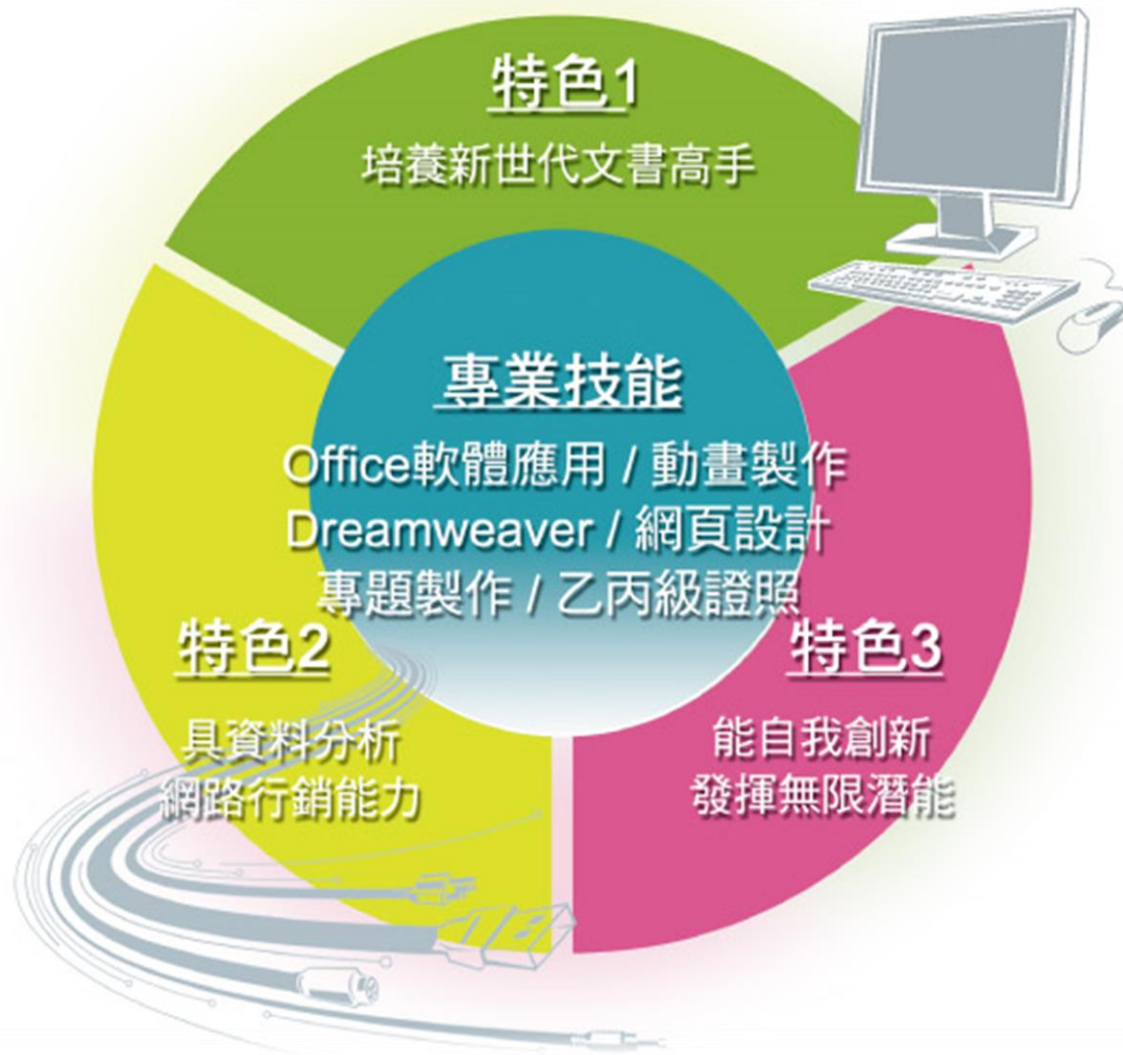 特色1
培養新世代文書高手
專業技能
Office軟體應用 / 動畫製作
Dreamweaver / 網頁設計
專題製作 / 乙丙級證照
特色2
具資料分析
網路行銷能力
特色3
能自我創新
發揮無限潛能